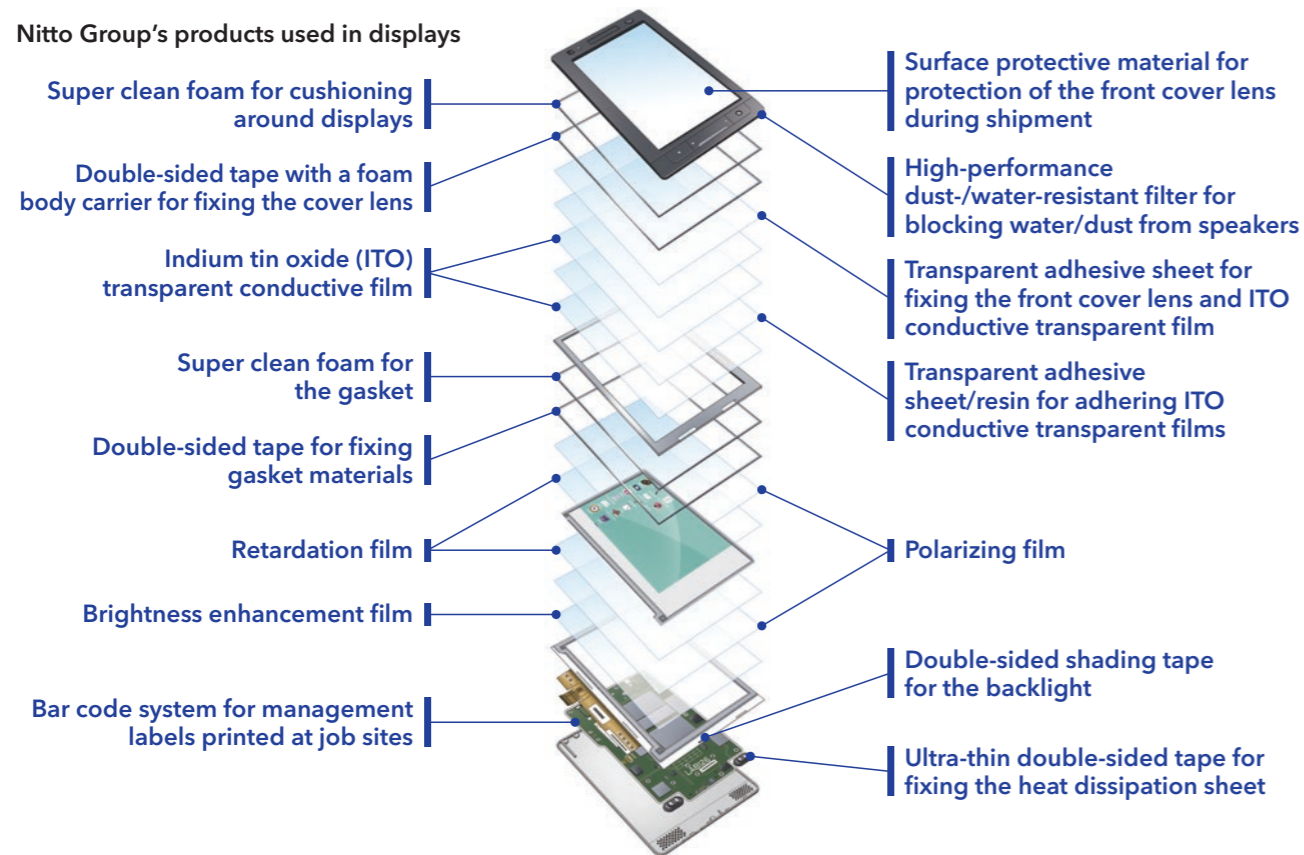 Nitto Group's products used in displays
Super clean foam for cushioning
around displays
Double-sided tape with a foam
body carrier for fixing the cover lens
Indium tin oxide (ITO)
transparent conductive film
Super clean foam for
the gasket
Double-sided tape for fixing
gasket materials
Retardation film
Brightness enhancement film
Bar code system for management
labels printed at job sites
Surface protective material for
protection of the front cover lens
during shipment
High-performance
dust-/water-resistant filter for
blocking water/dust from speakers
Transparent adhesive sheet for
fixing the front cover lens and ITO
conductive transparent film
Transparent adhesive
sheet/resin for adhering ITO
conductive transparent films
Polarizing film
Double-sided shading tape
for the backlight
Ultra-thin double-sided tape for
fixing the heat dissipation sheet